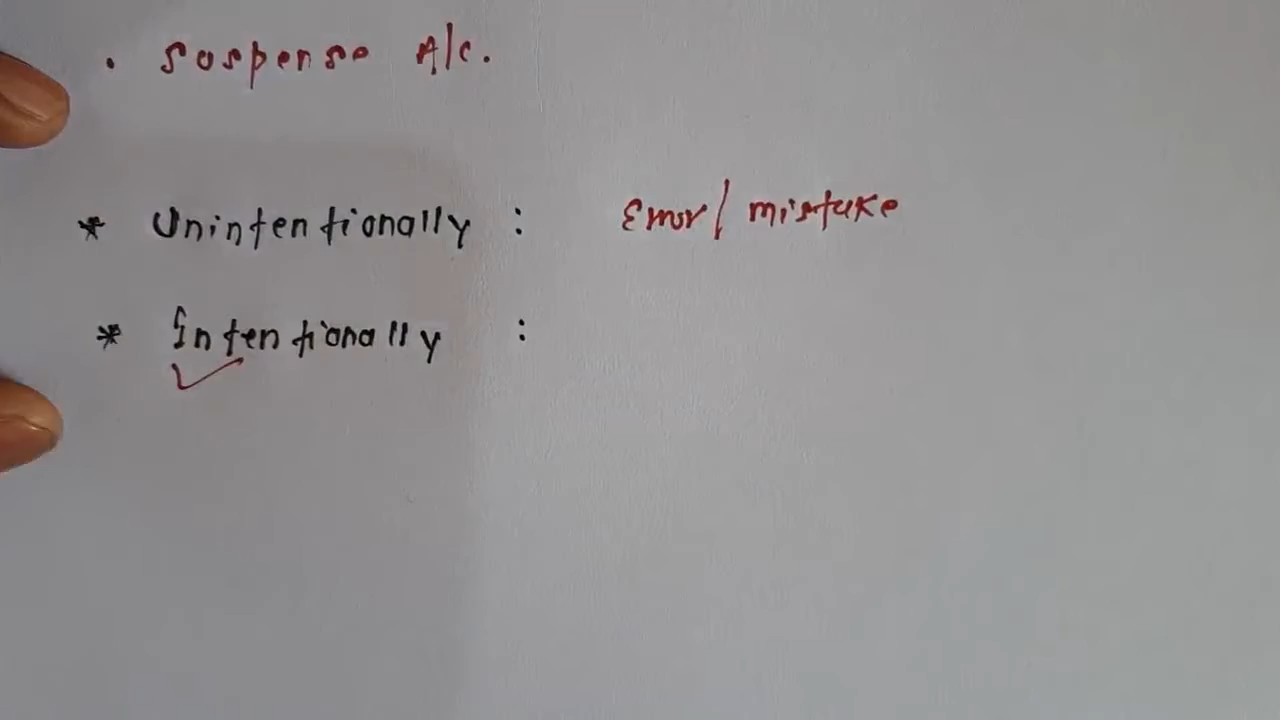 · Suspense A/c.
* Unintentionally : Error/ mistake
* Intentionally :